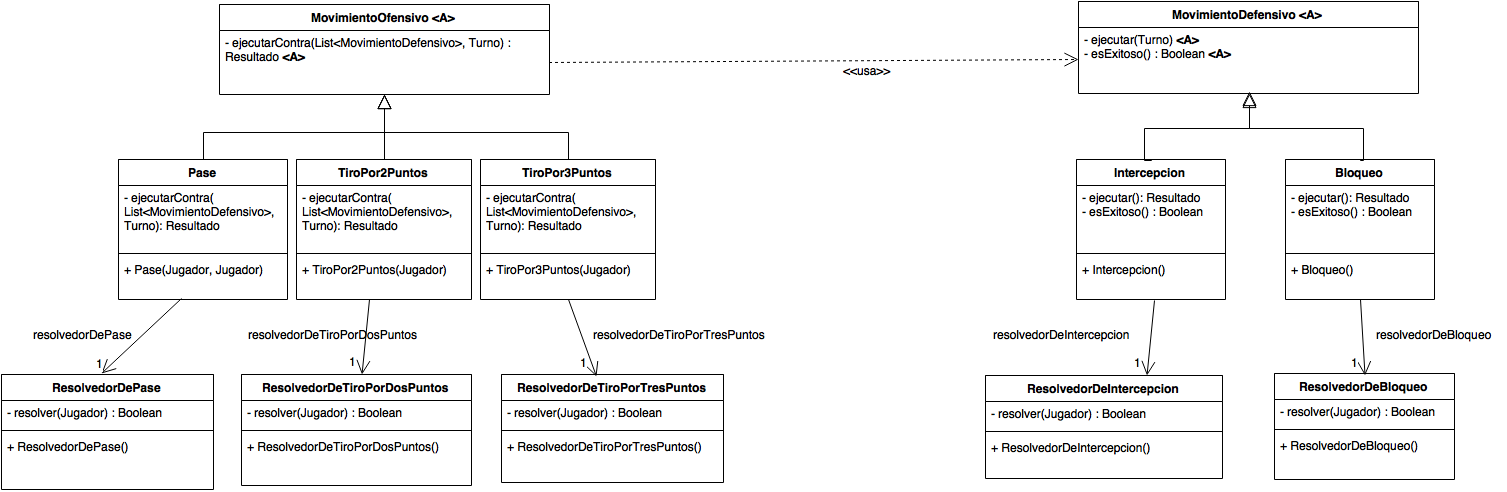 MovimientoOfensivo <A>
- ejecutarContra(List<MovimientoDefensivo>, Turno) :
Resultado <A>
<<usa>>
MovimientoDefensivo <A>
- ejecutar(Turno) <A>
- esExitoso() : Boolean <A>
Pase
- ejecutarContra(
List<MovimientoDefensivo>,
Turno): Resultado
+ Pase(Jugador, Jugador)
TiroPor2Puntos
- ejecutarContra(
List<MovimientoDefensivo>,
Turno): Resultado
+ TiroPor2Puntos(Jugador)
TiroPor3Puntos
- ejecutarContra(
List<MovimientoDefensivo>,
Turno): Resultado
+ TiroPor3Puntos(Jugador)
Intercepcion
- ejecutar(): Resultado
- esExitoso() : Boolean
+ Intercepcion()
Bloqueo
- ejecutar(): Resultado
- esExitoso() : Boolean
+ Bloqueo()
resolvedorDePase
1
resolvedorDeTiroPorDosPuntos
1
resolvedorDeTiroPorTresPuntos
1
resolvedorDeIntercepcion
1
resolvedorDeBloqueo
1
ResolvedorDePase
- resolver(Jugador) : Boolean
+ ResolvedorDePase()
ResolvedorDeTiroPorDosPuntos
- resolver(Jugador) : Boolean
+ ResolvedorDeTiroPorDosPuntos()
ResolvedorDeTiroPorTresPuntos
- resolver(Jugador) : Boolean
+ ResolvedorDeTiroPorTresPuntos()
ResolvedorDeIntercepcion
- resolver(Jugador) : Boolean
+ ResolvedorDeIntercepcion()
ResolvedorDeBloqueo
- resolver(Jugador) : Boolean
+ ResolvedorDeBloqueo()